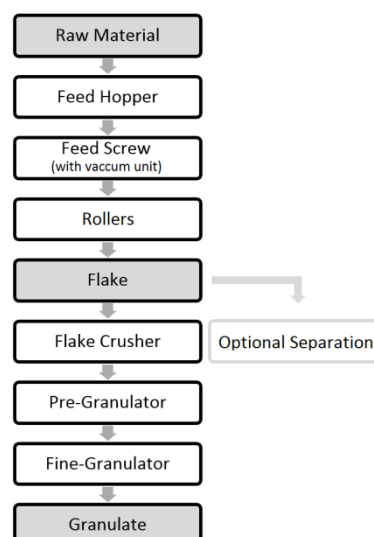 Raw Material
Feed Hopper
Feed Screw
(with vaccum unit)
Rollers
Flake
Flake Crusher
Optional Separation
Pre-Granulator
Fine-Granulator
Granulate